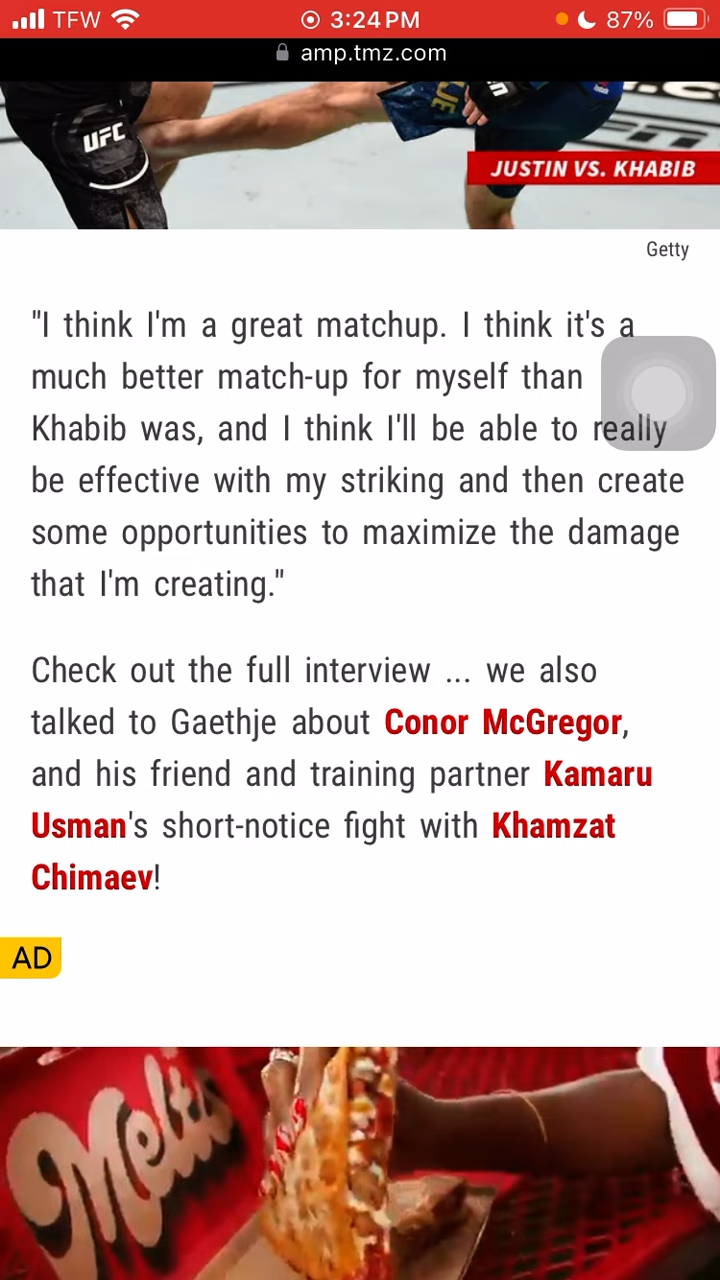 TFW 3:24 PM 87%
amp.tmz.com
UFC
JUSTIN VS. KHABIB
Getty
"I think I'm a great matchup. I think it's a
much better match-up for myself than
Khabib was, and I think I'll be able to really
be effective with my striking and then create
some opportunities to maximize the damage
that I'm creating."
Check out the full interview ... we also
talked to Gaethje about Conor McGregor,
and his friend and training partner Kamaru
Usman's short-notice fight with Khamzat
Chimaev!
AD
Melts